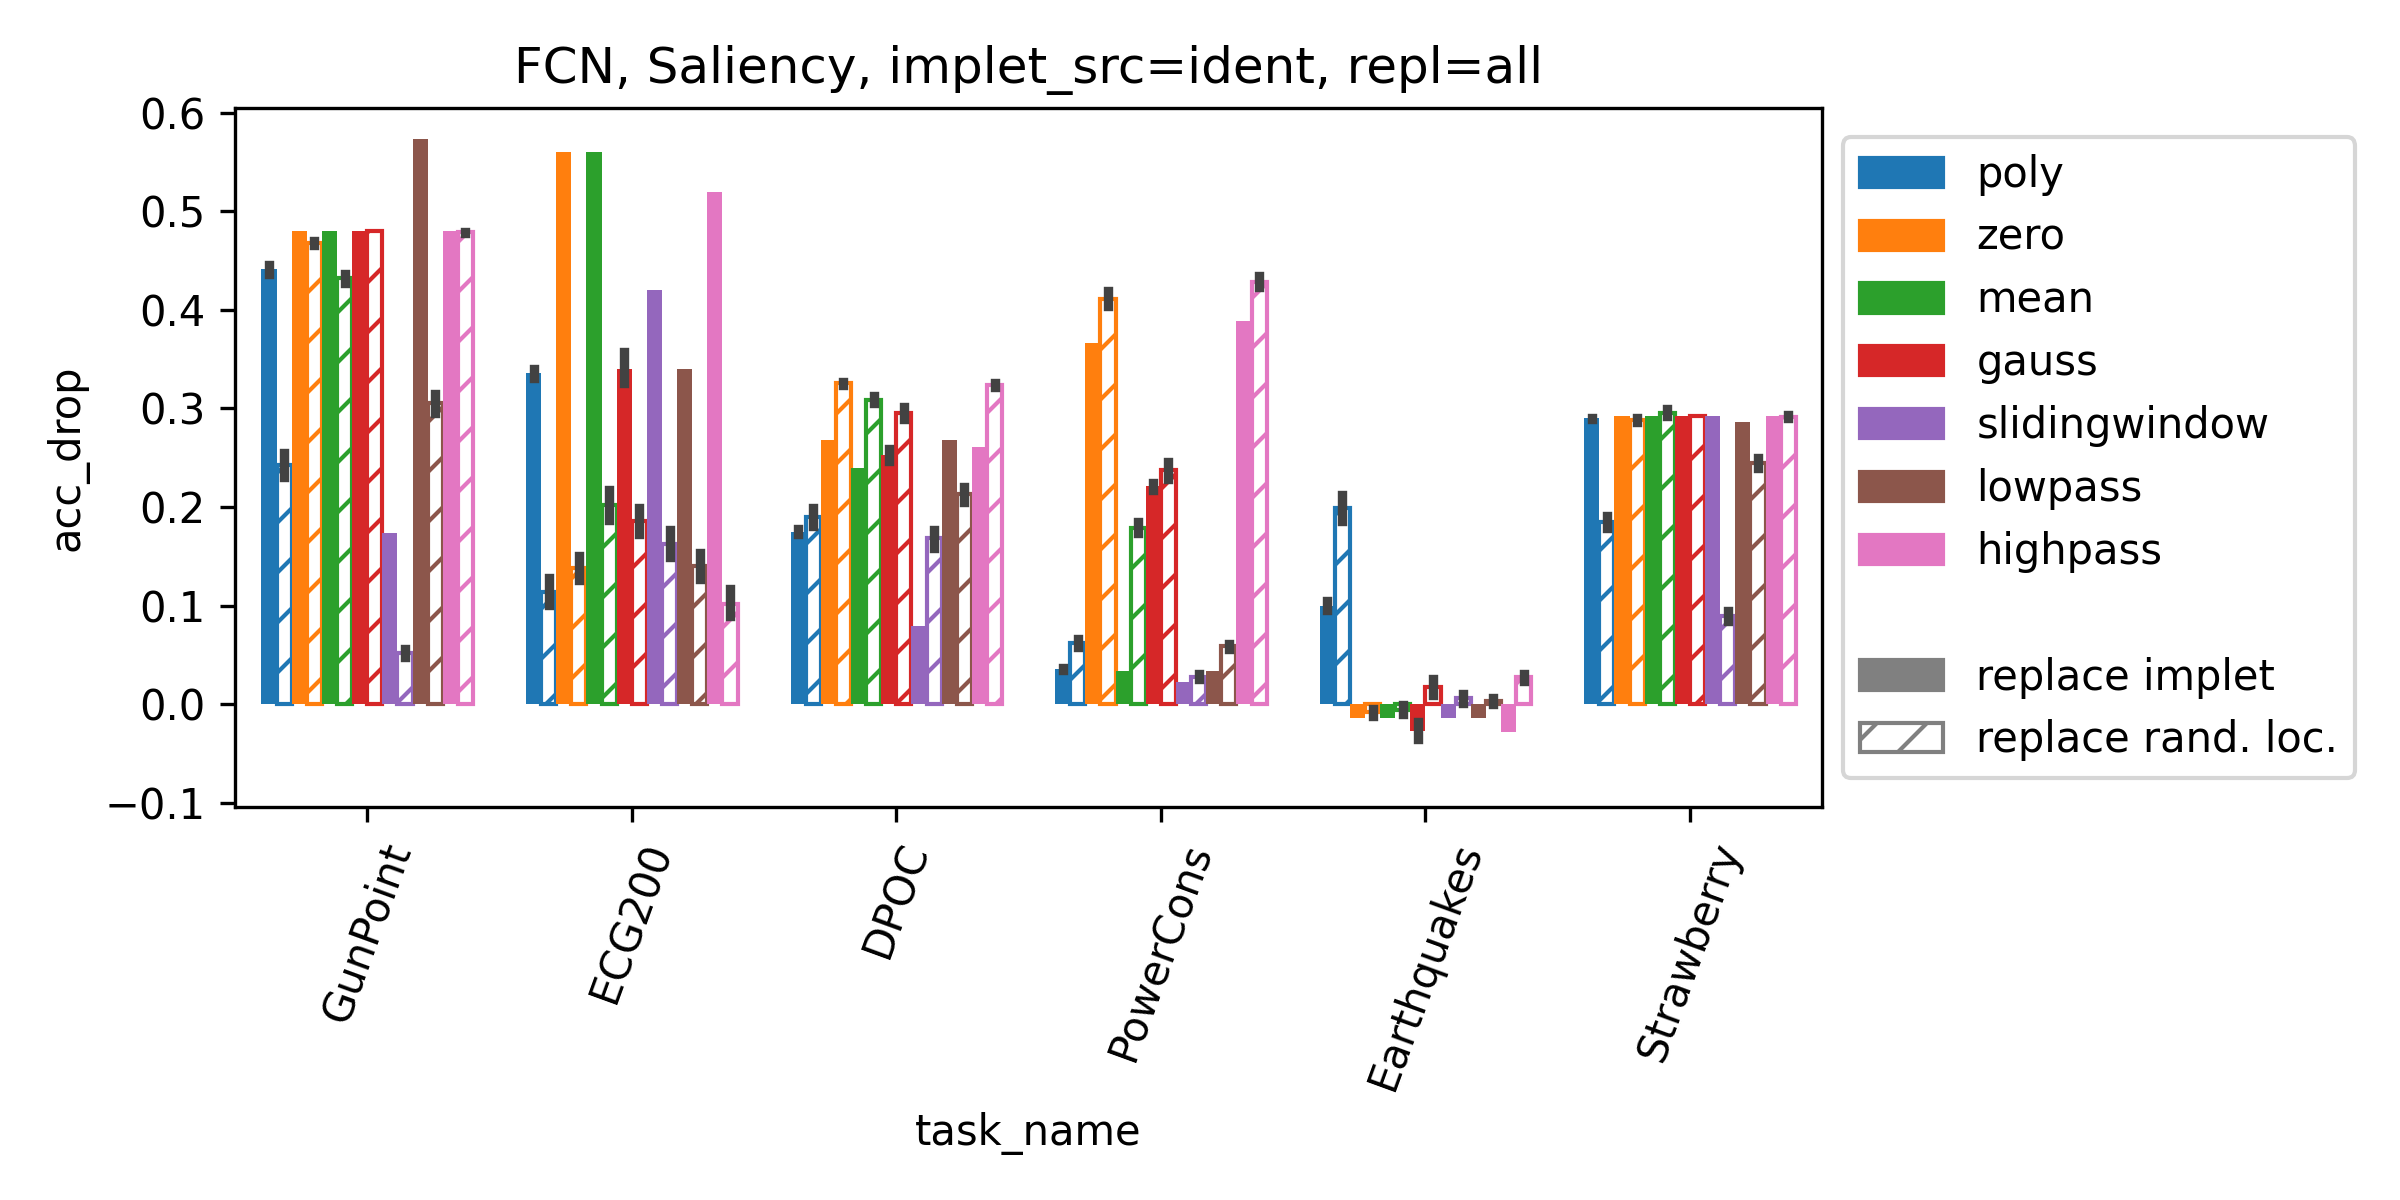 FCN, Saliency, implet_src=ident, repl=all
acc_drop
0.6
0.5
0.4
0.3
0.2
0.1
0.0
−0.1
GunPoint
ECG200
DPOC
PowerCons
Earthquakes
Strawberry
task_name
poly
zero
mean
gauss
slidingwindow
lowpass
highpass
replace implet
replace rand. loc.